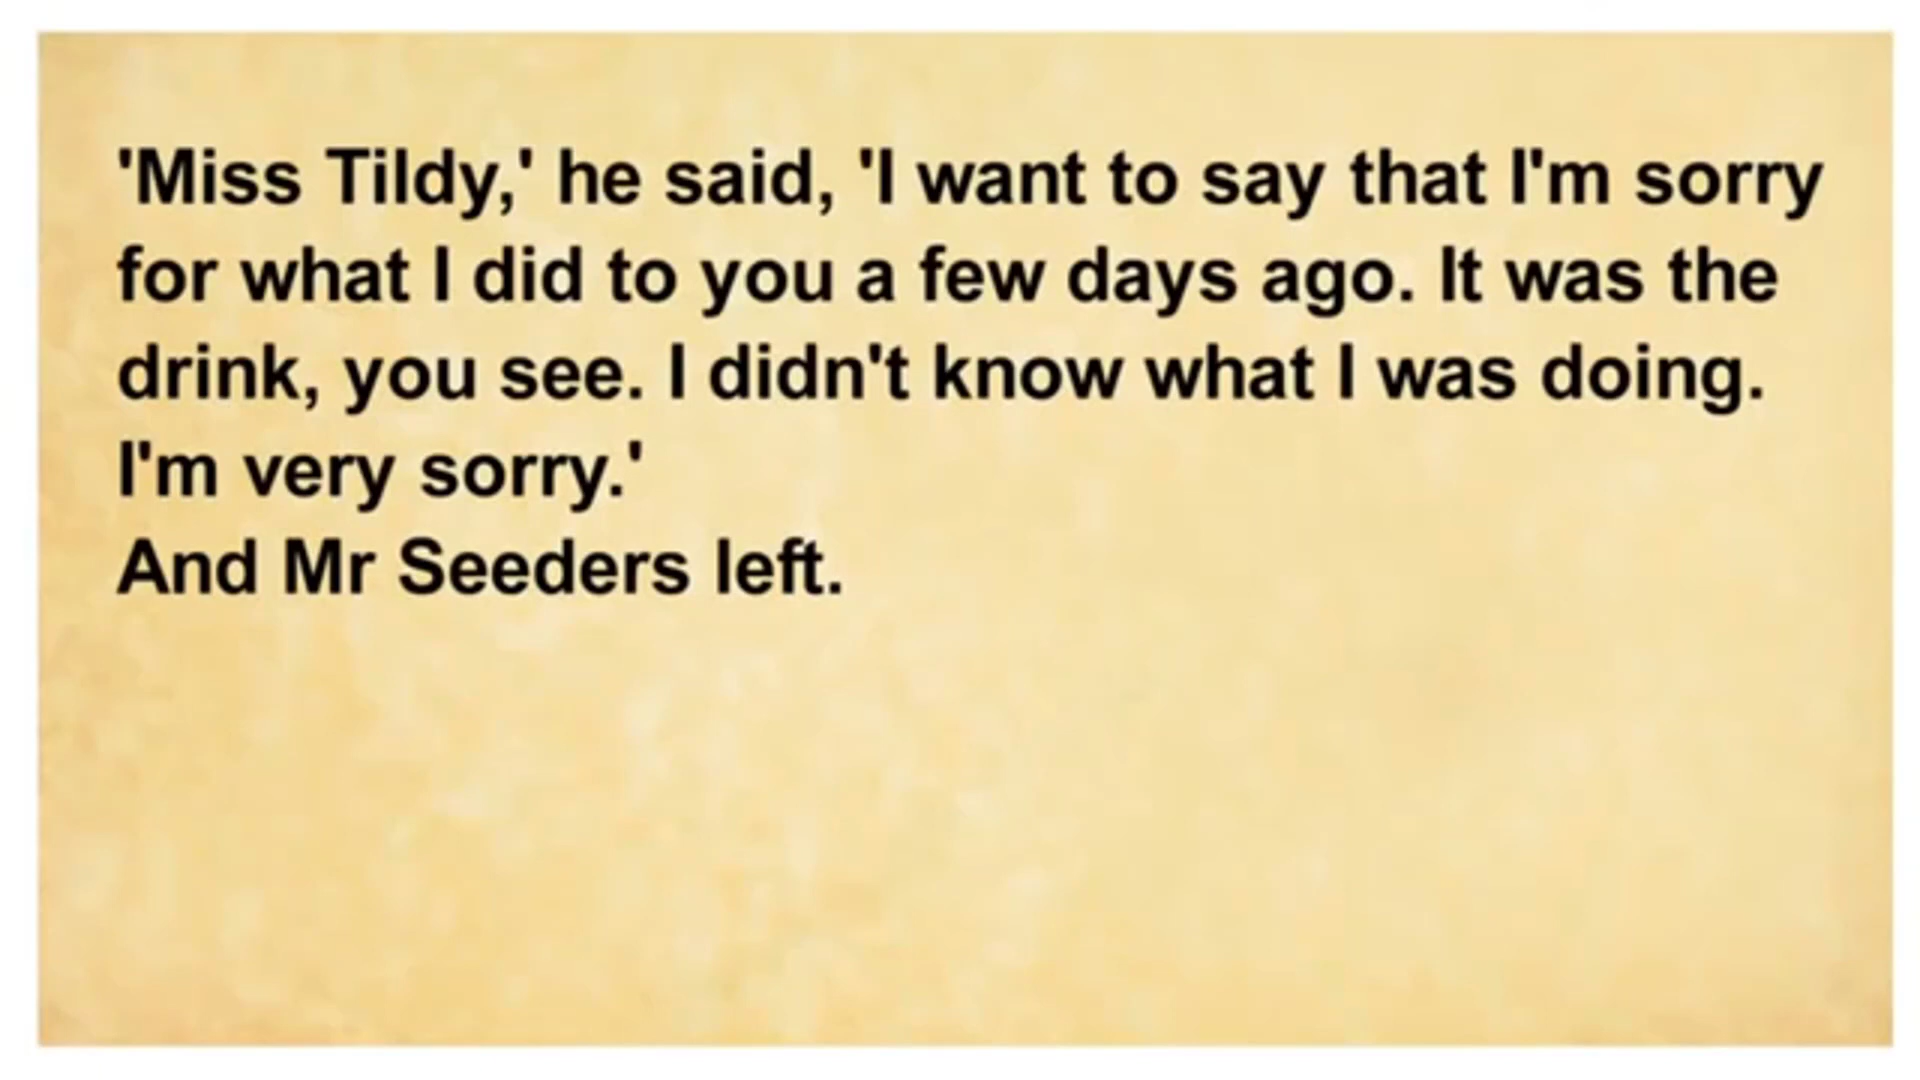 'Miss Tildy,' he said, 'I want to say that I'm sorry
for what I did to you a few days ago. It was the
drink, you see. I didn't know what I was doing.
I'm very sorry.'
And Mr Seeders left.